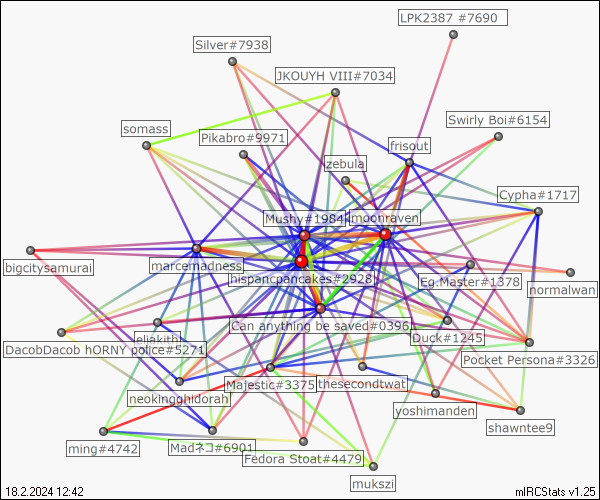 LPK2387 #7690
Silver#7938
JKOUYH VIII#7034
Swirly Boi#6154
somass
Pikabro#9971
frisout
zebula
Cypha#1717
Mushy#1984
moonraven
bigcitysamurai
marcemadness
hispancpancakes#2928
Eg.Master#1378
normalwan
Can anything be saved#0396
eliakith
Duck#1245
DacobDacob hORNY police#5271
Pocket Persona#3326
Majestic#3375
thesecondtwat
neokingghidorah
yoshimanden
shawntee9
ming#4742
Madネコ#6901
Fedora Stoat#4479
mukszi
18.2.2024 12:42
mIRCStats v1.25